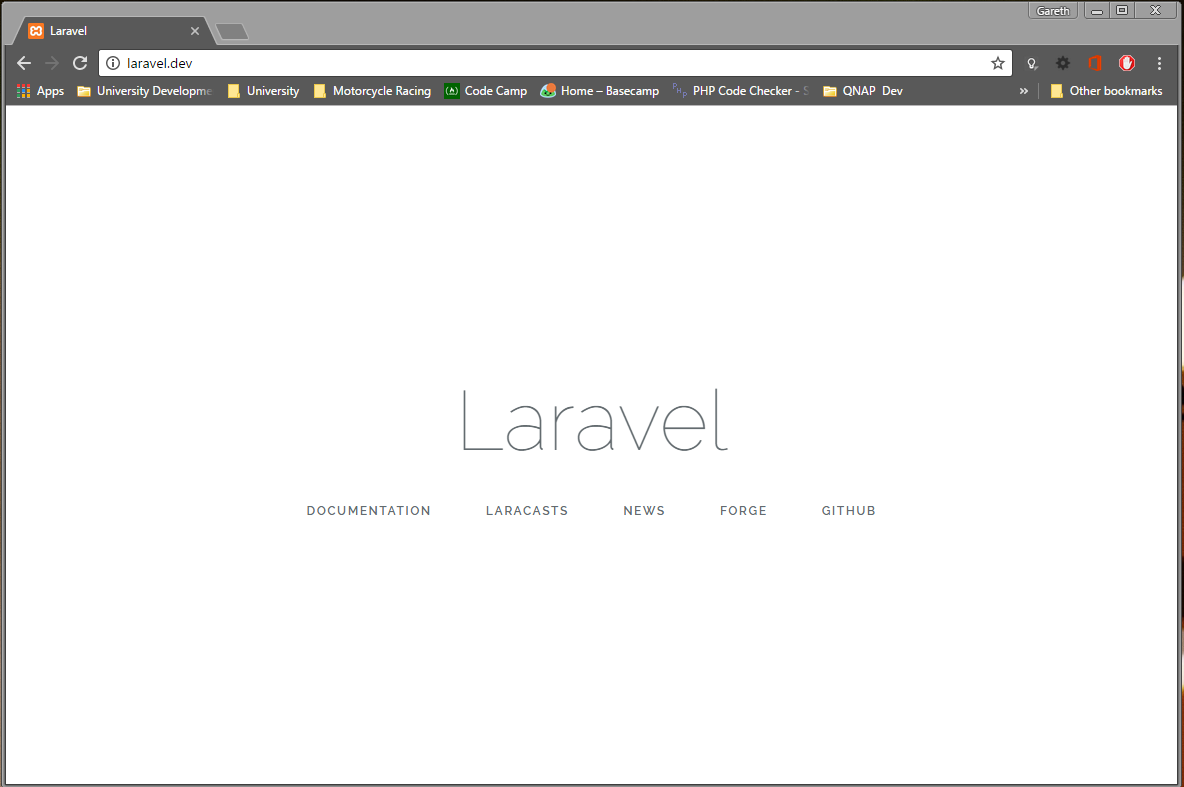 Gareth
Laravel
laravel.dev
Apps University Developme University Motorcycle Racing Code Camp Home – Basecamp PHP Code Checker - S QNAP Dev » Other bookmarks
Laravel
DOCUMENTATION LARACASTS NEWS FORGE GITHUB